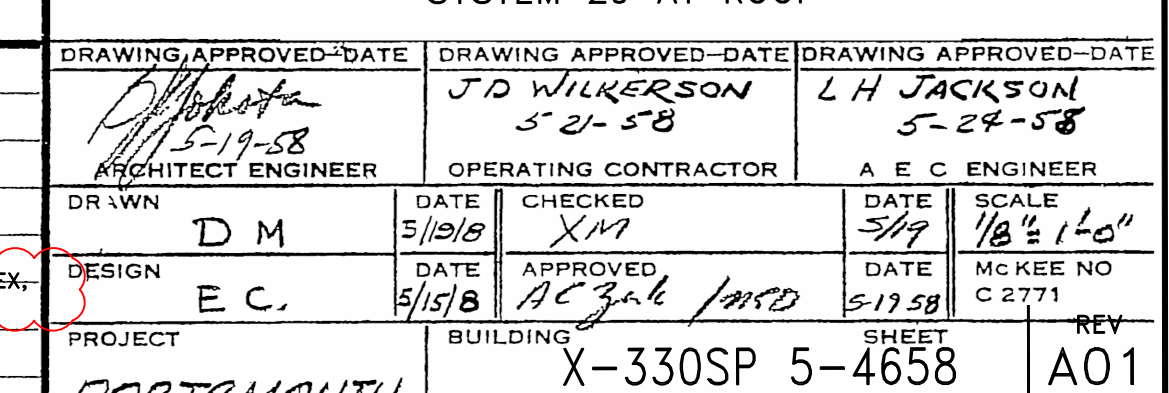 DRAWING APPROVED-DATE DRAWING APPROVED-DATE DRAWING APPROVED-DATE
JD WILKERSON L H JACKSON
5-19-58 5-21-58 5-24-58
ARCHITECT ENGINEER OPERATING CONTRACTOR A E C ENGINEER
DRAWN DATE CHECKED DATE SCALE
D M 5/19/8 XM 5/19 1/8"=1'-0"
DESIGN DATE APPROVED DATE McKEE NO
EX, E C. 5/15/8 5-19 58 C 2771
PROJECT BUILDING SHEET REV
X-330SP 5-4658 A01